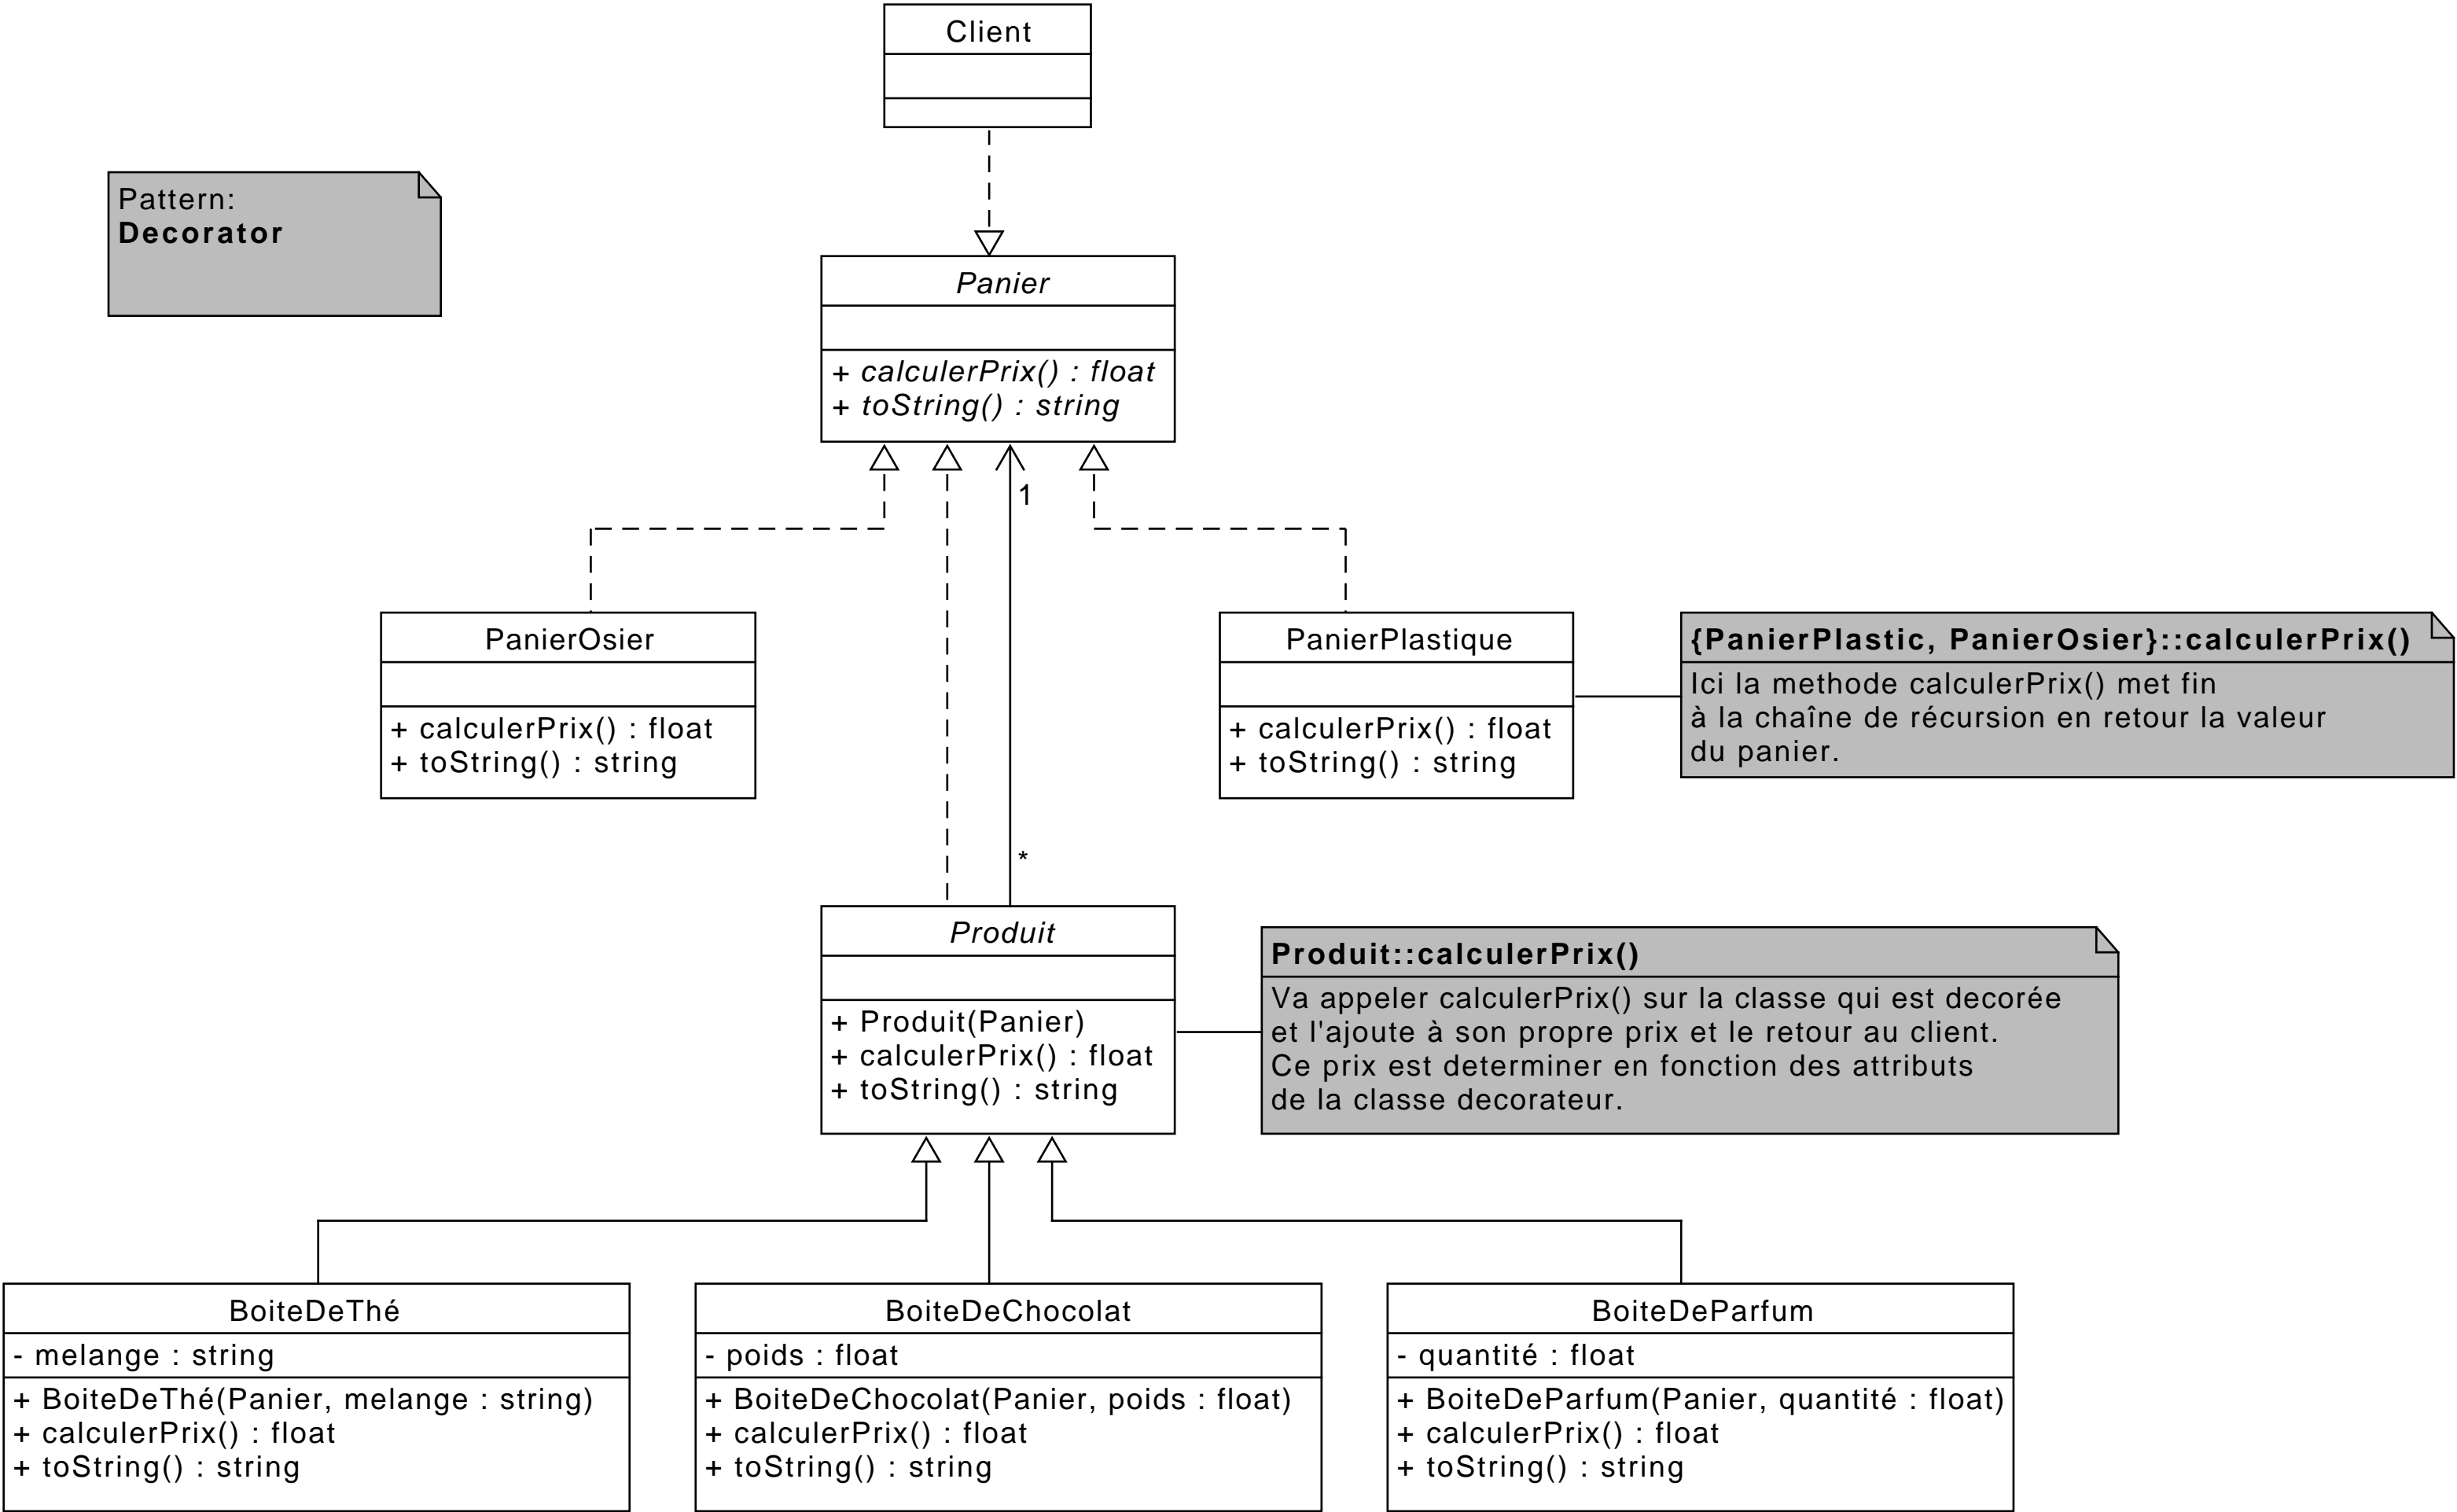 Client
Pattern:
Decorator
Panier
+ calculerPrix() : float
+ toString() : string
1
PanierOsier
+ calculerPrix() : float
+ toString() : string
PanierPlastique
+ calculerPrix() : float
+ toString() : string
{PanierPlastic, PanierOsier}::calculerPrix()
Ici la methode calculerPrix() met fin
à la chaîne de récursion en retour la valeur
du panier.
*
Produit
+ Produit(Panier)
+ calculerPrix() : float
+ toString() : string
Produit::calculerPrix()
Va appeler calculerPrix() sur la classe qui est decorée
et l'ajoute à son propre prix et le retour au client.
Ce prix est determiner en fonction des attributs
de la classe decorateur.
BoiteDeThé
- melange : string
+ BoiteDeThé(Panier, melange : string)
+ calculerPrix() : float
+ toString() : string
BoiteDeChocolat
- poids : float
+ BoiteDeChocolat(Panier, poids : float)
+ calculerPrix() : float
+ toString() : string
BoiteDeParfum
- quantité : float
+ BoiteDeParfum(Panier, quantité : float)
+ calculerPrix() : float
+ toString() : string